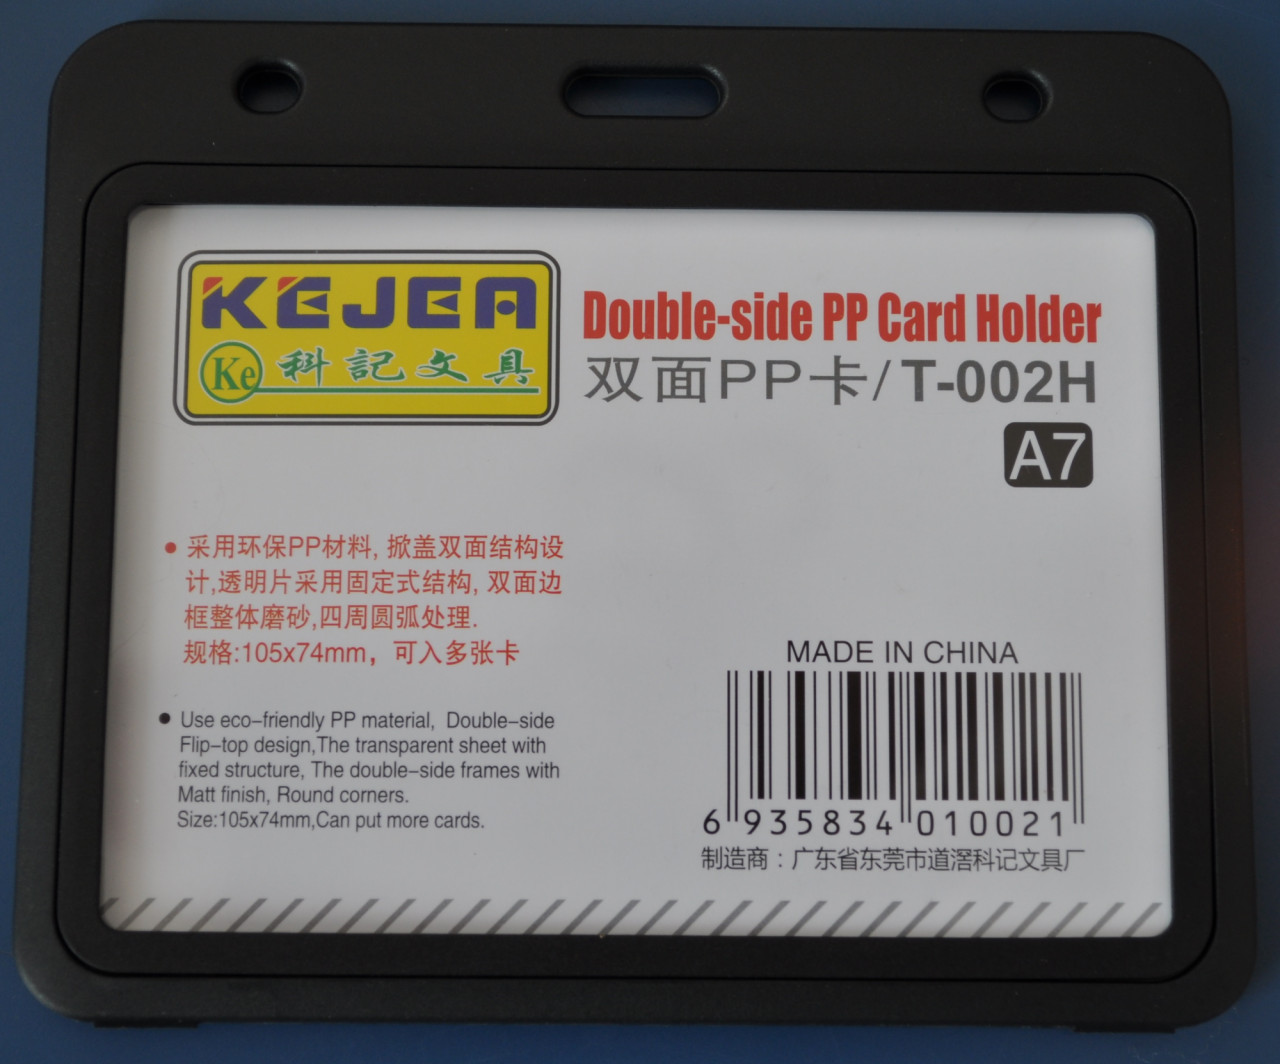 KEJEA
Ke 科記文具
Double-side PP Card Holder
双面PP卡/T-002H
A7
采用环保PP材料, 掀盖双面结构设
计,透明片采用固定式结构, 双面边
框整体磨砂,四周圆弧处理.
规格:105x74mm，可入多张卡
Use eco-friendly PP material, Double-side
Flip-top design,The transparent sheet with
fixed structure, The double-side frames with
Matt finish, Round corners.
Size:105x74mm,Can put more cards.
MADE IN CHINA
6 935834 010021
制造商：广东省东莞市道滘科记文具厂